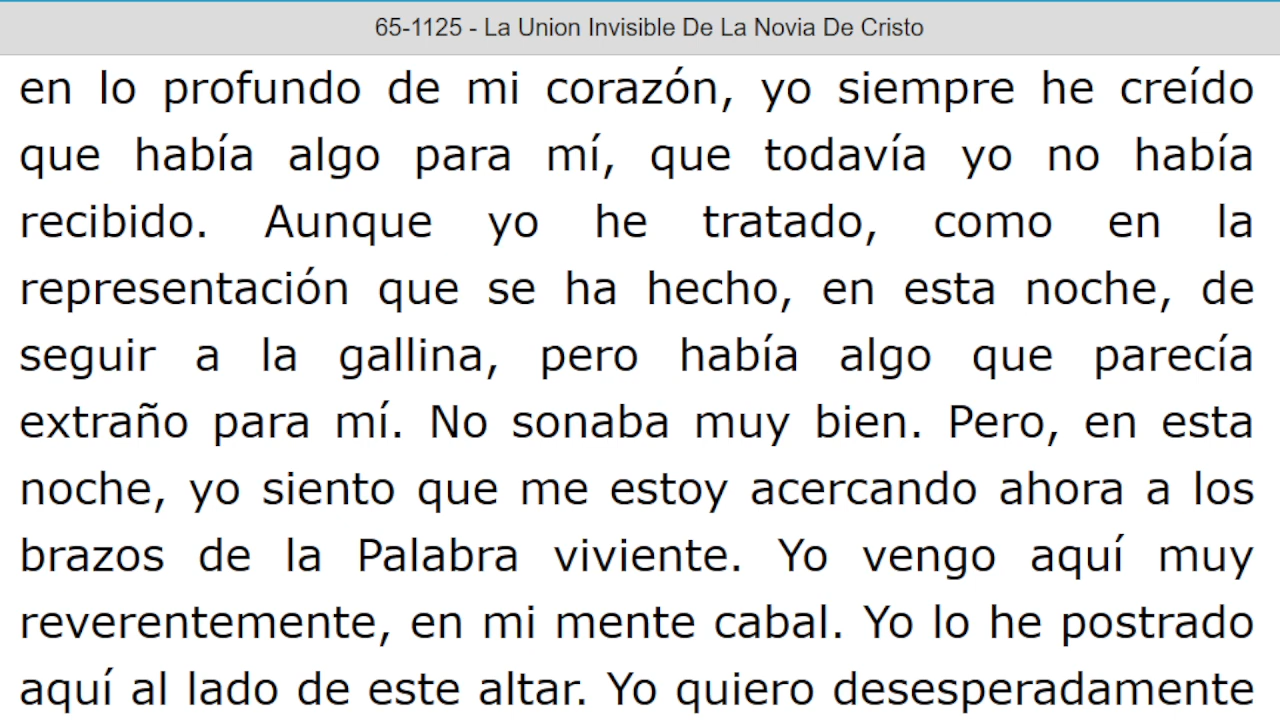 65-1125 - La Union Invisible De La Novia De Cristo
en lo profundo de mi corazón, yo siempre he creído
que había algo para mí, que todavía yo no había
recibido. Aunque yo he tratado, como en la
representación que se ha hecho, en esta noche, de
seguir a la gallina, pero había algo que parecía
extraño para mí. No sonaba muy bien. Pero, en esta
noche, yo siento que me estoy acercando ahora a los
brazos de la Palabra viviente. Yo vengo aquí muy
reverentemente, en mi mente cabal. Yo lo he postrado
aquí al lado de este altar. Yo quiero desesperadamente